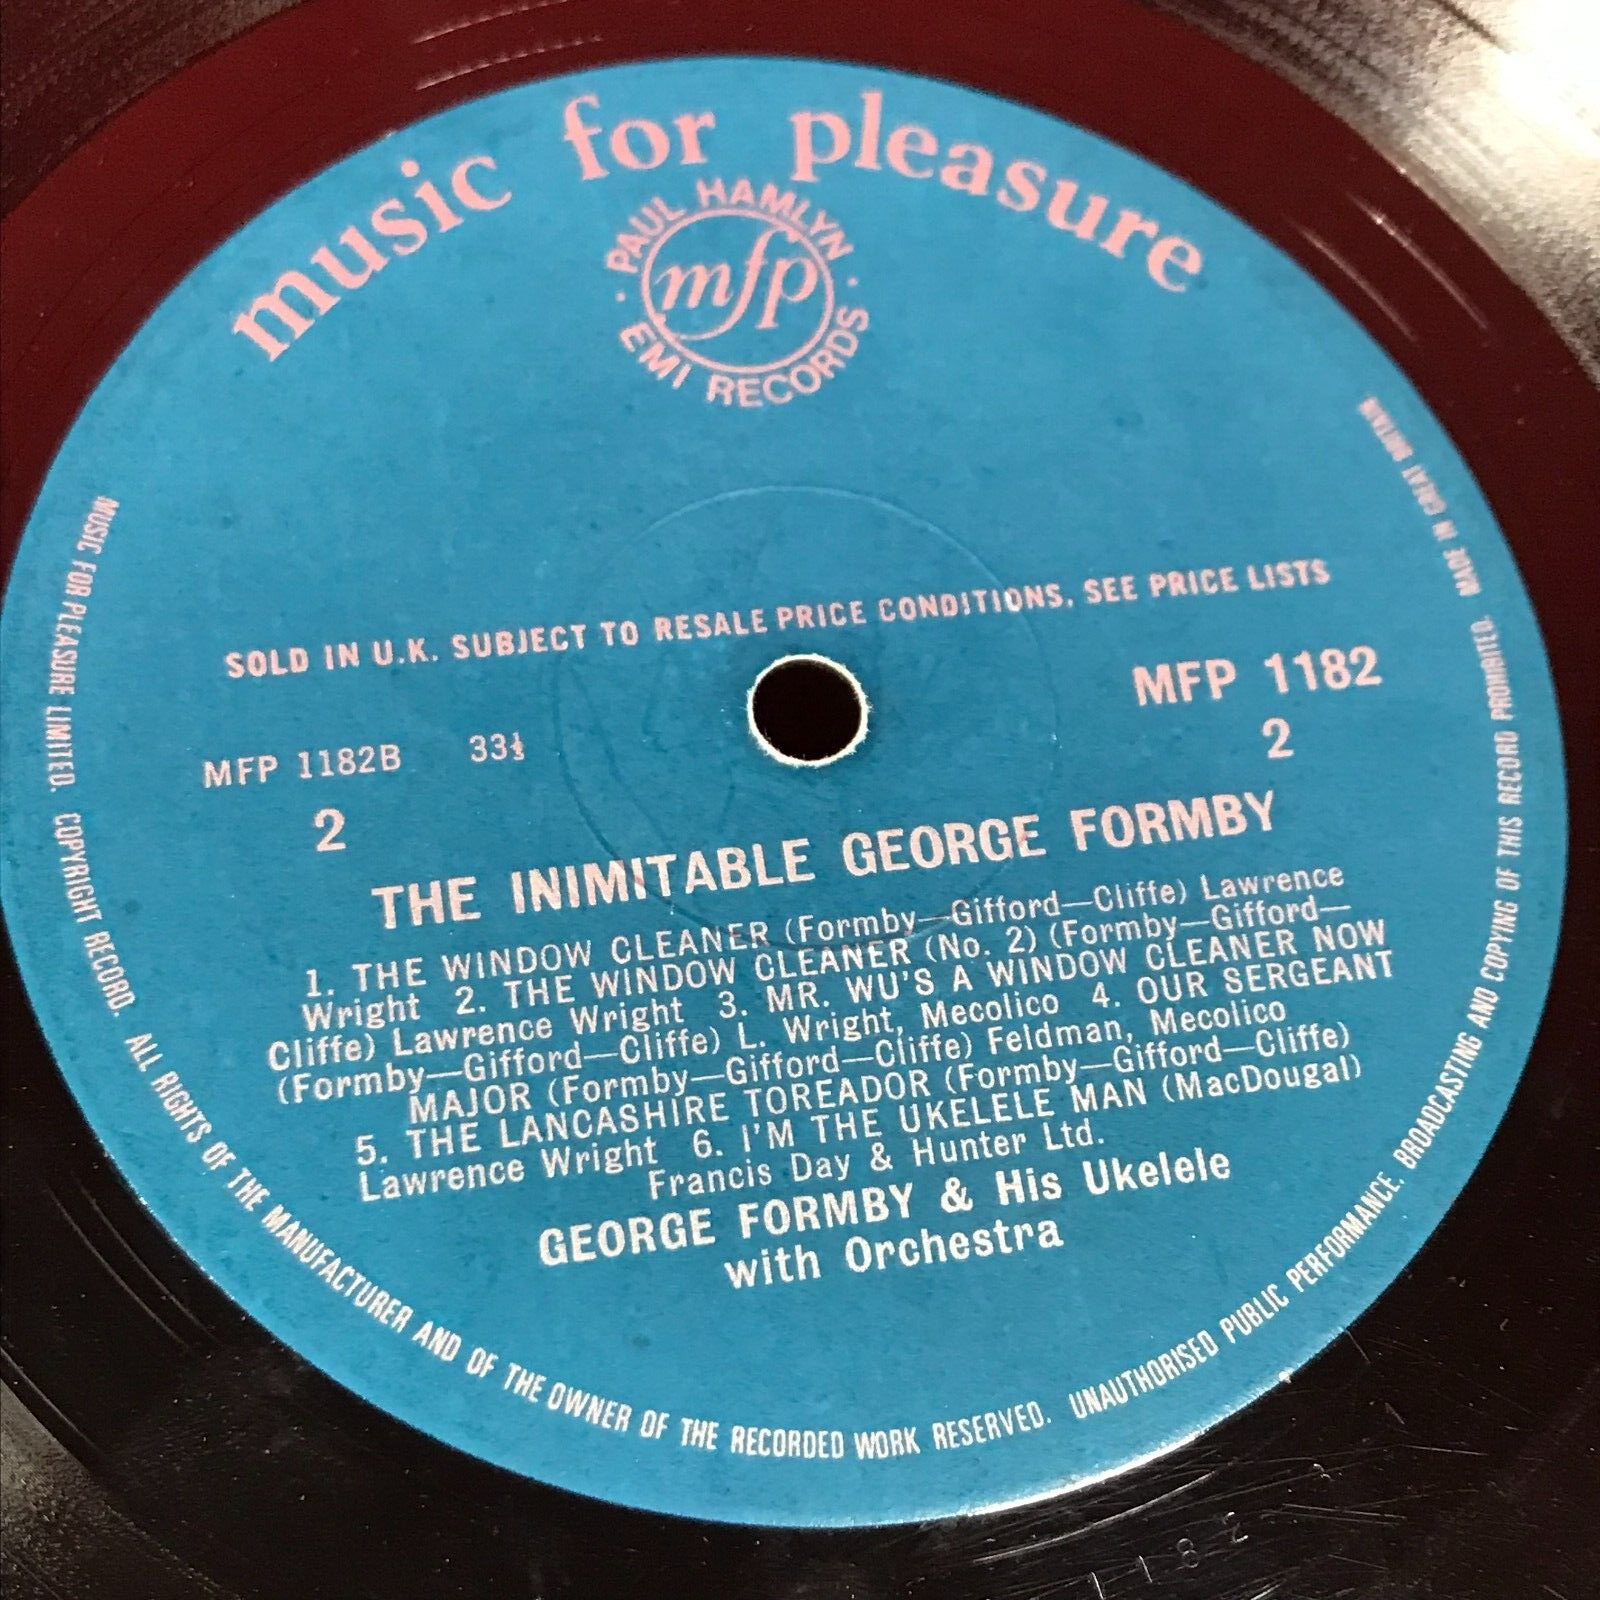 music for pleasure
PAUL HAMLYN
mfp
· EMI RECORDS ·
SOLD IN U.K. SUBJECT TO RESALE PRICE CONDITIONS, SEE PRICE LISTS
MFP 1182
2
MFP 1182B 33⅓
2
THE INIMITABLE GEORGE FORMBY
1. THE WINDOW CLEANER (Formby—Gifford—Cliffe) Lawrence
Wright 2. THE WINDOW CLEANER (No. 2) (Formby—Gifford—
Cliffe) Lawrence Wright 3. MR. WU'S A WINDOW CLEANER NOW
(Formby—Gifford—Cliffe) L. Wright, Mecolico 4. OUR SERGEANT
MAJOR (Formby—Gifford—Cliffe) Feldman, Mecolico
5. THE LANCASHIRE TOREADOR (Formby—Gifford—Cliffe)
Lawrence Wright 6. I'M THE UKELELE MAN (MacDougal)
Francis Day & Hunter Ltd.
GEORGE FORMBY & His Ukelele
with Orchestra
MUSIC FOR PLEASURE LIMITED. COPYRIGHT RECORD. ALL RIGHTS OF THE MANUFACTURER AND OF THE OWNER OF THE RECORDED WORK RESERVED. UNAUTHORISED PUBLIC PERFORMANCE, BROADCASTING AND COPYING OF THIS RECORD PROHIBITED. MADE IN GREAT BRITAIN
1182